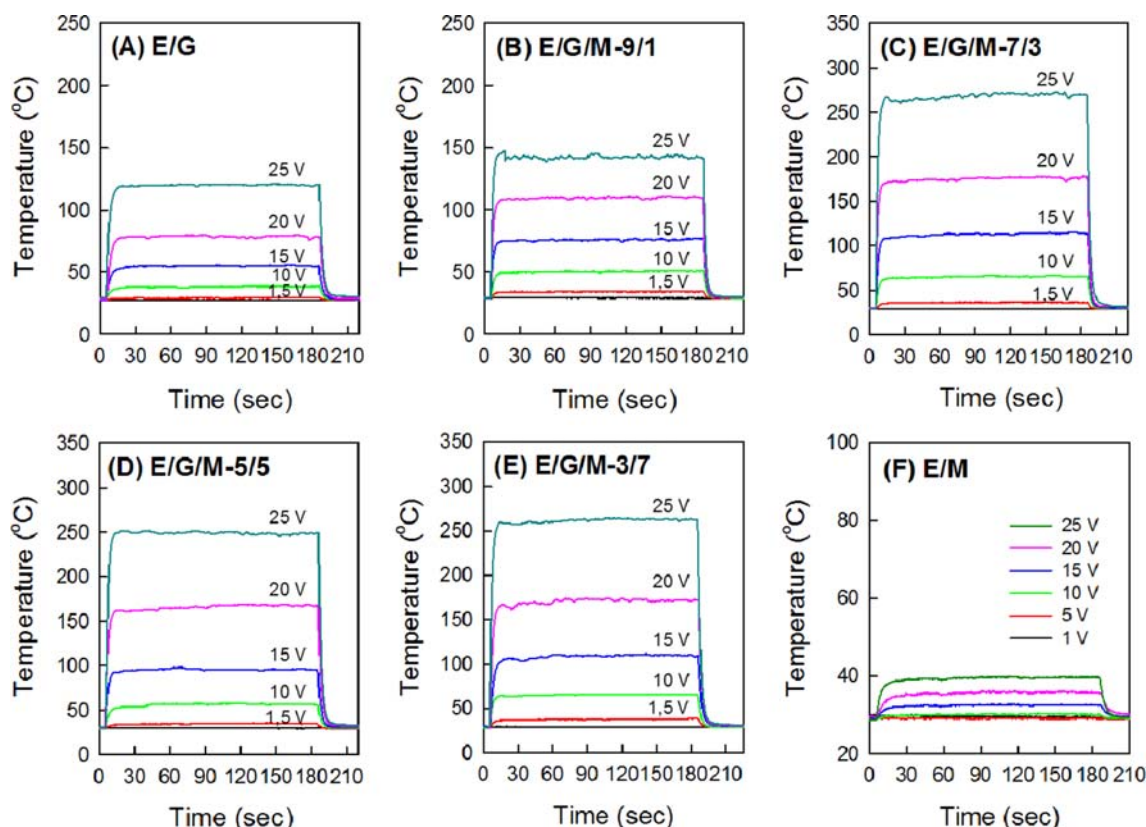 (A) E/G
Temperature (°C)
250
200
150
100
50
0
25 V
20 V
15 V
10 V
1,5 V
0 30 60 90 120 150 180 210
Time (sec)
(B) E/G/M-9/1
Temperature (°C)
250
200
150
100
50
0
25 V
20 V
15 V
10 V
1,5 V
0 30 60 90 120 150 180 210
Time (sec)
(C) E/G/M-7/3
Temperature (°C)
350
300
250
200
150
100
50
0
25 V
20 V
15 V
10 V
1,5 V
0 30 60 90 120 150 180 210
Time (sec)
(D) E/G/M-5/5
Temperature (°C)
350
300
250
200
150
100
50
0
25 V
20 V
15 V
10 V
1,5 V
0 30 60 90 120 150 180 210
Time (sec)
(E) E/G/M-3/7
Temperature (°C)
350
300
250
200
150
100
50
0
25 V
20 V
15 V
10 V
1,5 V
0 30 60 90 120 150 180 210
Time (sec)
(F) E/M
Temperature (°C)
100
80
60
40
20
25 V
20 V
15 V
10 V
5 V
1 V
0 30 60 90 120 150 180 210
Time (sec)